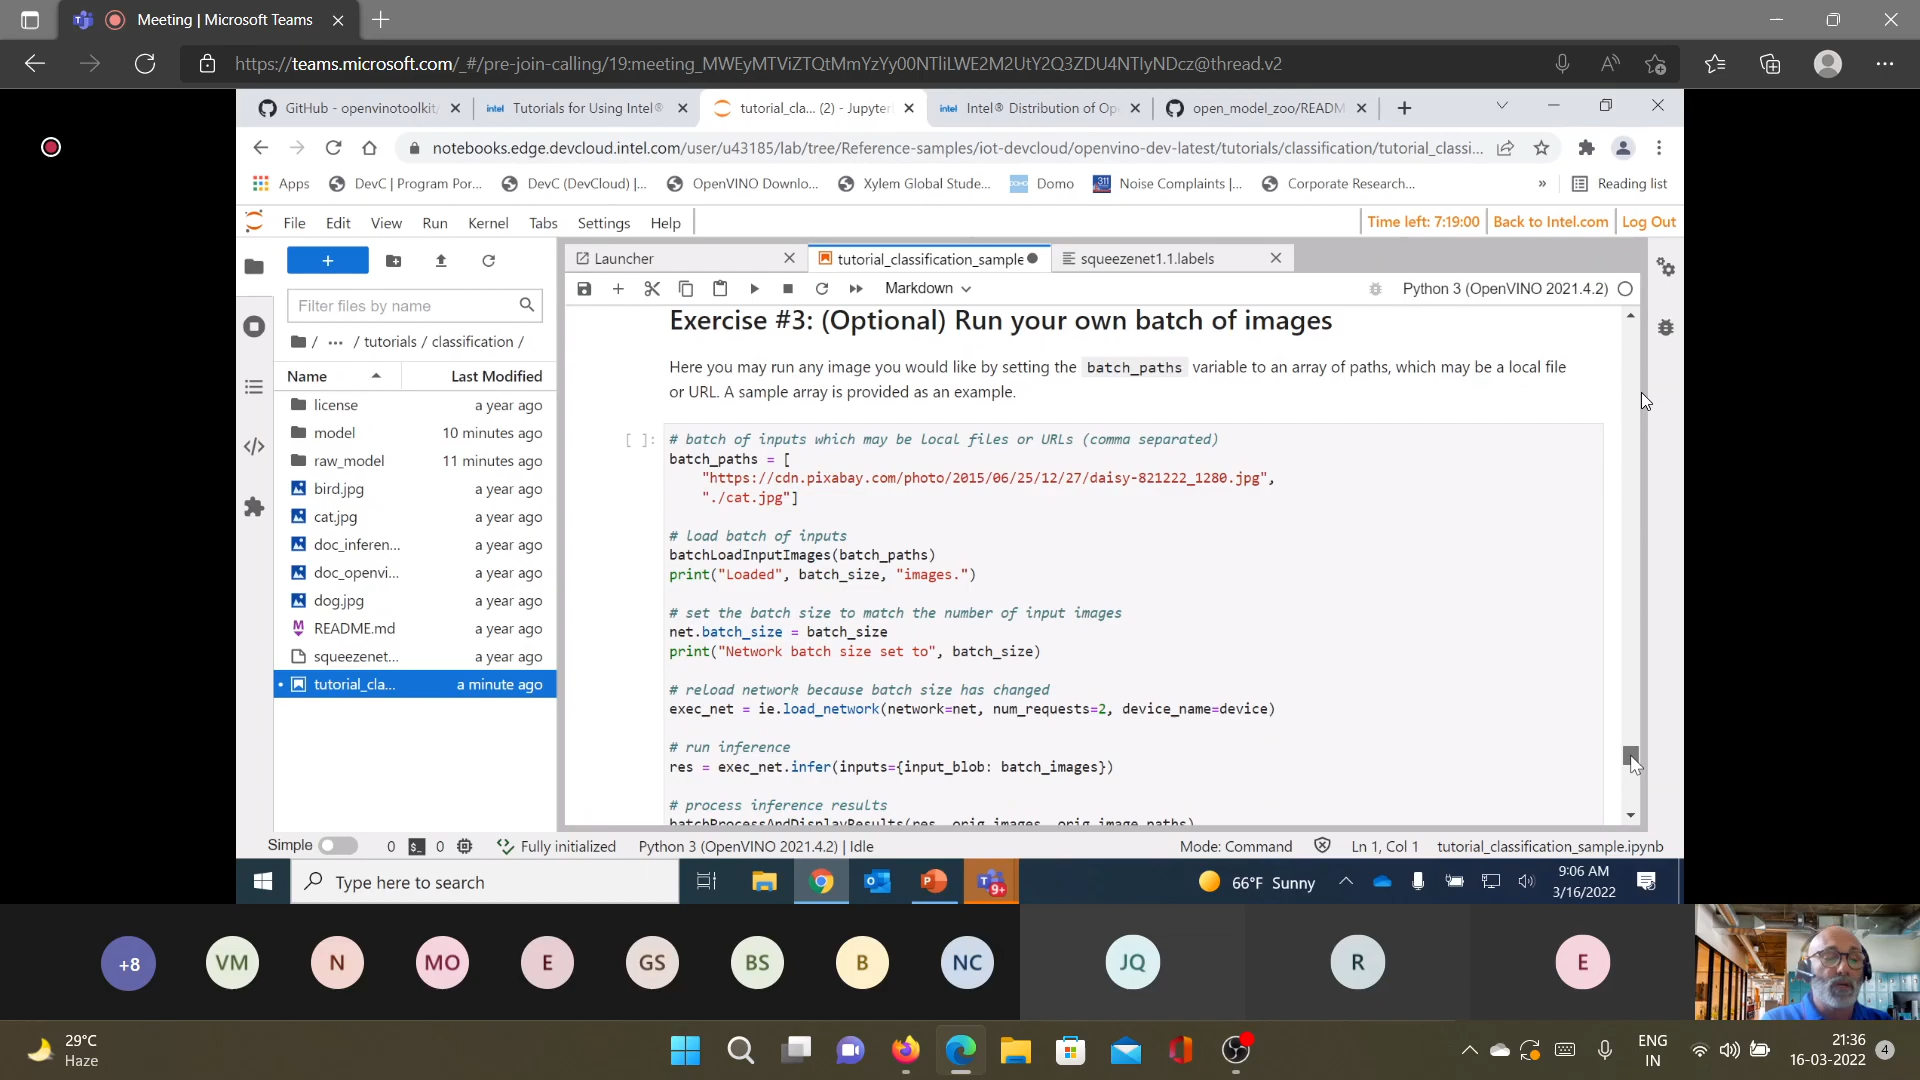 Meeting | Microsoft Teams
https://teams.microsoft.com/_#/pre-join-calling/19:meeting_MWEyMTViZTQtMmYzYy00NTliLWE2M2UtY2Q3ZDU4NTIyNDcz@thread.v2
GitHub - openvinotoolkit/
intel Tutorials for Using Intel®
tutorial_cla... (2) - Jupyter
intel Intel® Distribution of Op
open_model_zoo/READM
notebooks.edge.devcloud.intel.com/user/u43185/lab/tree/Reference-samples/iot-devcloud/openvino-dev-latest/tutorials/classification/tutorial_classi...
Apps
DevC | Program Por...
DevC (DevCloud) |...
OpenVINO Downlo...
Xylem Global Stude...
DOMO Domo
311 Noise Complaints |...
Corporate Research...
»
Reading list
File Edit View Run Kernel Tabs Settings Help
Time left: 7:19:00 Back to Intel.com Log Out
Launcher
tutorial_classification_sample
squeezenet1.1.labels
Filter files by name
Markdown
Python 3 (OpenVINO 2021.4.2)
/ ... / tutorials / classification /
Name Last Modified
license a year ago
model 10 minutes ago
raw_model 11 minutes ago
bird.jpg a year ago
cat.jpg a year ago
doc_inferen... a year ago
doc_openvi... a year ago
dog.jpg a year ago
README.md a year ago
squeezenet... a year ago
tutorial_cla... a minute ago
Exercise #3: (Optional) Run your own batch of images
Here you may run any image you would like by setting the batch_paths variable to an array of paths, which may be a local file
or URL. A sample array is provided as an example.
[ ]:
# batch of inputs which may be local files or URLs (comma separated)
batch_paths = [
"https://cdn.pixabay.com/photo/2015/06/25/12/27/daisy-821222_1280.jpg",
"./cat.jpg"]
# load batch of inputs
batchLoadInputImages(batch_paths)
print("Loaded", batch_size, "images.")
# set the batch size to match the number of input images
net.batch_size = batch_size
print("Network batch size set to", batch_size)
# reload network because batch size has changed
exec_net = ie.load_network(network=net, num_requests=2, device_name=device)
# run inference
res = exec_net.infer(inputs={input_blob: batch_images})
# process inference results
batchProcessAndDisplayResults(res, orig_images, orig_image_paths)
Simple
0
0
Fully initialized
Python 3 (OpenVINO 2021.4.2) | Idle
Mode: Command
Ln 1, Col 1
tutorial_classification_sample.ipynb
Type here to search
9+
66°F Sunny
9:06 AM
3/16/2022
+8
VM
N
MO
E
GS
BS
B
NC
JQ
R
E
29°C
Haze
ENG
IN
21:36
16-03-2022
4